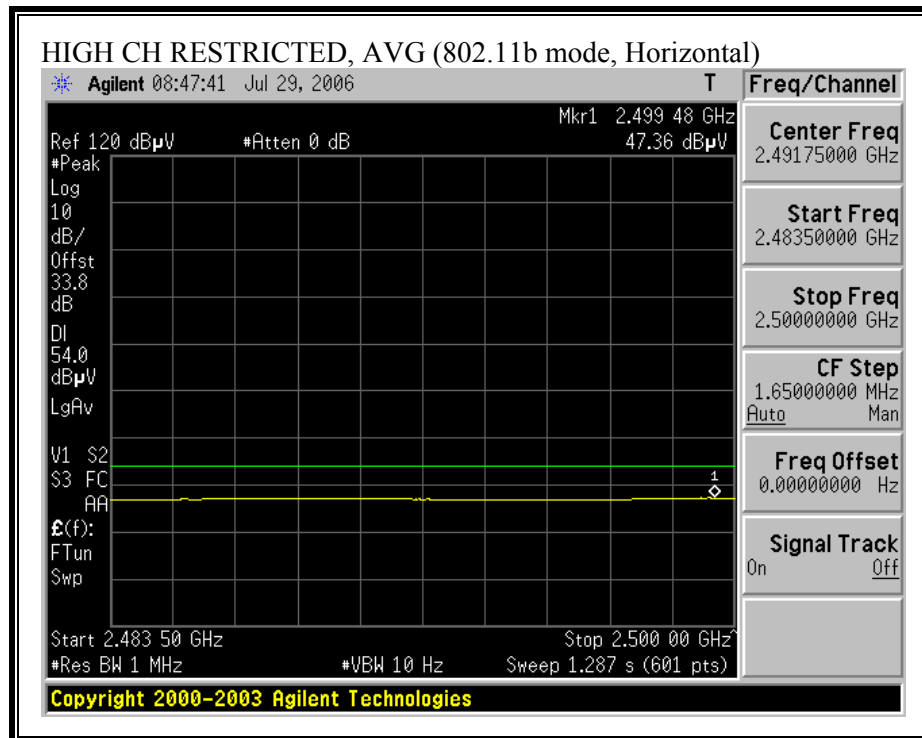 HIGH CH RESTRICTED, AVG (802.11b mode, Horizontal)
Agilent 08:47:41 Jul 29, 2006 T
Freq/Channel
Mkr1 2.499 48 GHz
Ref 120 dBµV #Atten 0 dB 47.36 dBµV
#Peak
Log
10
dB/
Offst
33.8
dB
DI
54.0
dBµV
LgAv
V1 S2
S3 FC
AA
£(f):
FTun
Swp
1
Start 2.483 50 GHz Stop 2.500 00 GHz^
#Res BW 1 MHz #VBW 10 Hz Sweep 1.287 s (601 pts)
Center Freq
2.49175000 GHz
Start Freq
2.48350000 GHz
Stop Freq
2.50000000 GHz
CF Step
1.65000000 MHz
Auto Man
Freq Offset
0.00000000 Hz
Signal Track
On Off
Copyright 2000-2003 Agilent Technologies